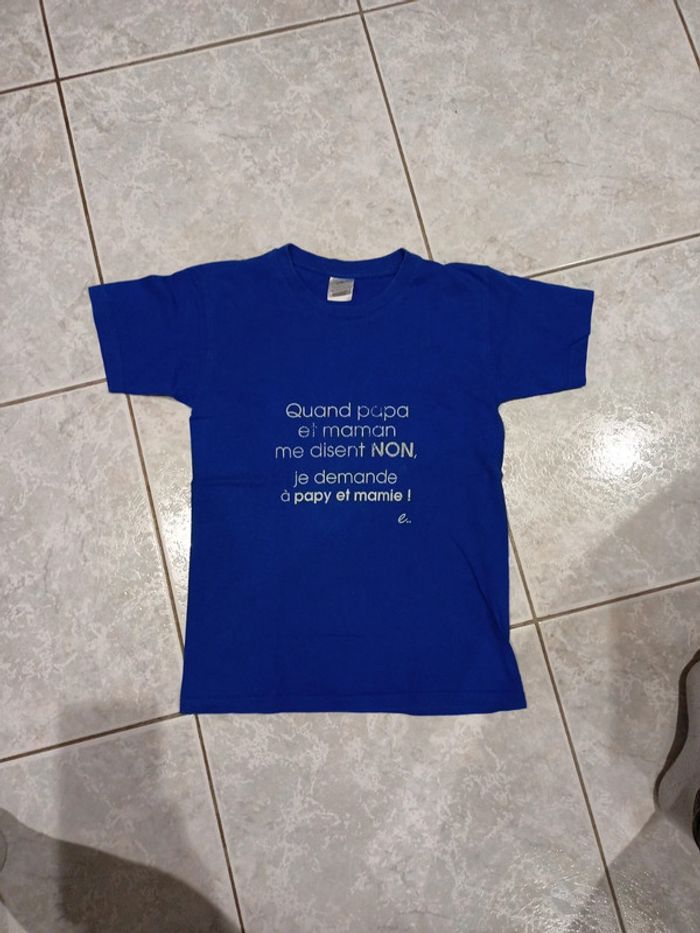 Quand papa
et maman
me disent NON,
je demande
à papy et mamie !
e..